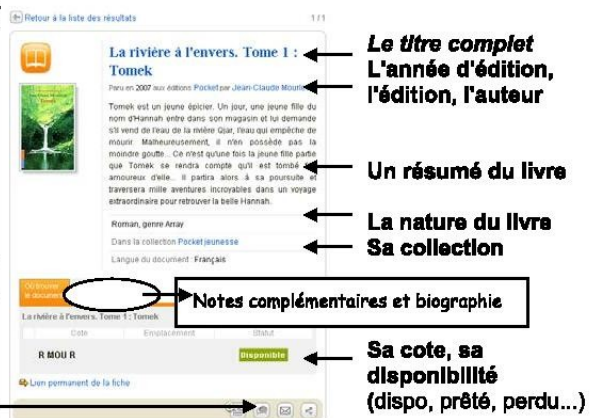 Retour à la liste des résultats
1 / 1
La rivière à l'envers. Tome 1 :
Tomek
Paru en 2007 aux éditions Pocket par Jean-Claude Mourle
Tomek est un jeune épicier. Un jour, une jeune fille du
nom d'Hannah entre dans son magasin et lui demande
s'il vend de l'eau de la rivière Qjar, l'eau qui empêche de
mourir. Malheureusement, il n'en possède pas la
moindre goutte... Ce n'est qu'une fois la jeune fille partie
que Tomek se rendra compte qu'il est tombé
amoureux d'elle... Il partira alors à sa poursuite et
traversera mille aventures incroyables dans un voyage
extraordinaire pour retrouver la belle Hannah.
Roman, genre Array
Dans la collection Pocket jeunesse
Langue du document : Français
Où trouver
le document
La rivière à l'envers. Tome 1 : Tomek
Cote Emplacement Statut
R MOU R Disponible
Lien permanent de la fiche
Le titre complet
L'année d'édition,
l'édition, l'auteur
Un résumé du livre
La nature du livre
Sa collection
Notes complémentaires et biographie
Sa cote, sa
disponibilité
(dispo, prêté, perdu...)